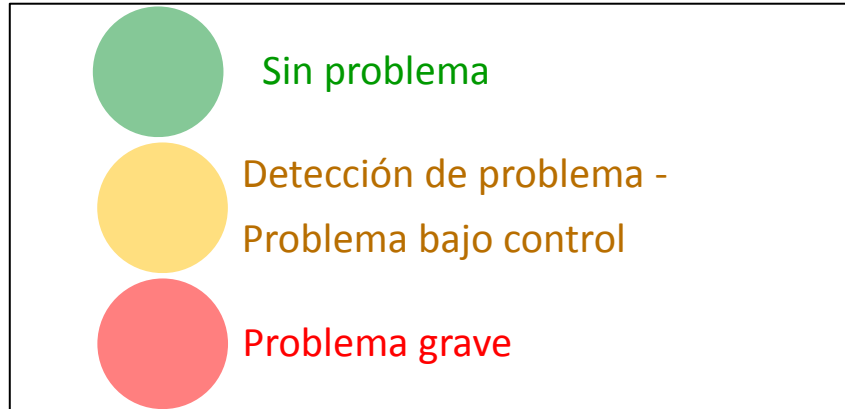 Sin problema
Detección de problema -
Problema bajo control
Problema grave